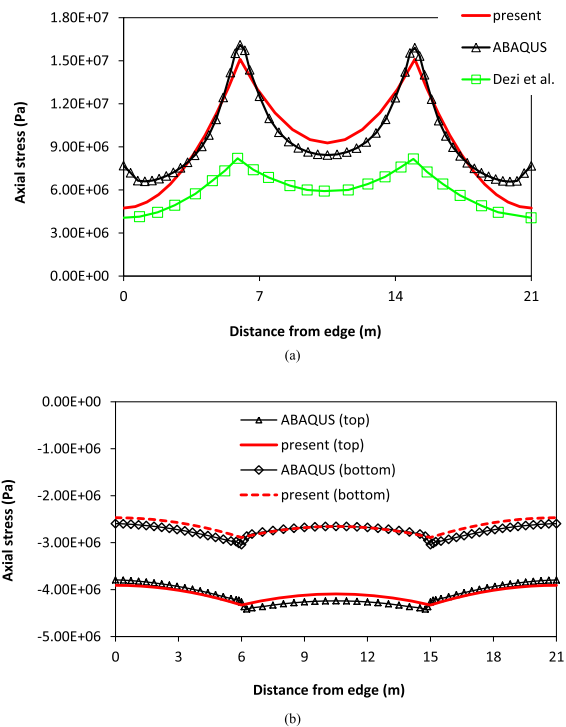 1.80E+07
1.50E+07
1.20E+07
9.00E+06
6.00E+06
3.00E+06
0.00E+00
Axial stress (Pa)
present
ABAQUS
Dezi et al.
0 7 14 21
Distance from edge (m)
(a)
0.00E+00
-1.00E+06
-2.00E+06
-3.00E+06
-4.00E+06
-5.00E+06
Axial stress (Pa)
ABAQUS (top)
present (top)
ABAQUS (bottom)
present (bottom)
0 3 6 9 12 15 18 21
Distance from edge (m)
(b)